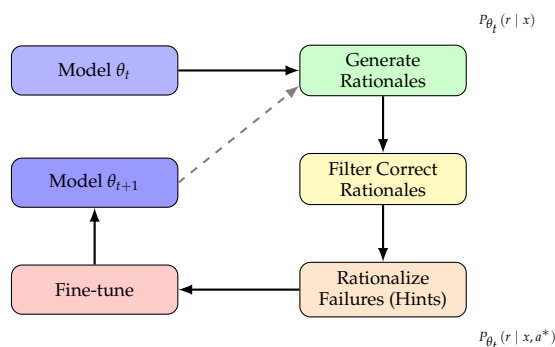 P_{θ_t}(r | x)
Model θ_t
Generate
Rationales
Model θ_{t+1}
Filter Correct
Rationales
Fine-tune
Rationalize
Failures (Hints)
P_{θ_t}(r | x, a*)